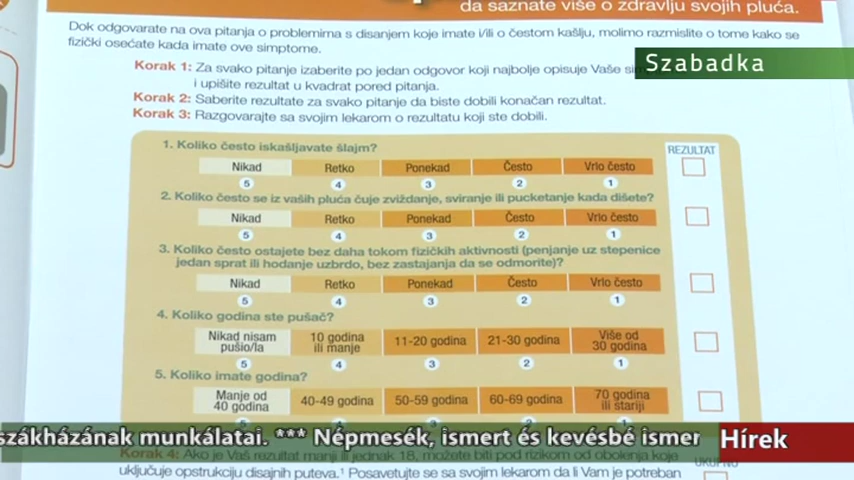 da saznate više o zdravlju svojih pluća.
Dok odgovarate na ova pitanja o problemima s disanjem koje imate i/ili o čestom kašlju, molimo razmislite o tome kako se
fizički osećate kada imate ove simptome.
Szabadka
Korak 1: Za svako pitanje izaberite po jedan odgovor koji najbolje opisuje Vaše
i upišite rezultat u kvadrat pored pitanja.
Korak 2: Saberite rezultate za svako pitanje da biste dobili konačan rezultat.
Korak 3: Razgovarajte sa svojim lekarom o rezultatu koji ste dobili.
REZULTAT
1. Koliko često iskašljavate šlajm?
Nikad Retko Ponekad Često Vrlo često
5 4 3 2 1
2. Koliko često se iz vaših pluća čuje zviždanje, sviranje ili pucketanje kada dišete?
Nikad Retko Ponekad Često Vrlo često
5 4 3 2 1
3. Koliko često ostajete bez daha tokom fizičkih aktivnosti (penjanje uz stepenice
jedan sprat ili hodanje uzbrdo, bez zastajanja da se odmorite)?
Nikad Retko Ponekad Često Vrlo često
5 4 3 2 1
4. Koliko godina ste pušač?
Nikad nisam pušio/la 10 godina ili manje 11-20 godina 21-30 godina Više od 30 godina
5 4 3 2 1
5. Koliko imate godina?
Manje od 40 godina 40-49 godina 50-59 godina 60-69 godina 70 godina ili stariji
szákházának munkálatai. *** Népmesék, ismert és kevésbé ismer
Hírek
Korak 4: Ako je Vaš rezultat manji ili jednak 18, možete biti pod rizikom od obolenja koje
UKUPNO
uključuje opstrukciju disajnih puteva.¹ Posavetujte se sa svojim lekarom da li Vam je potreban